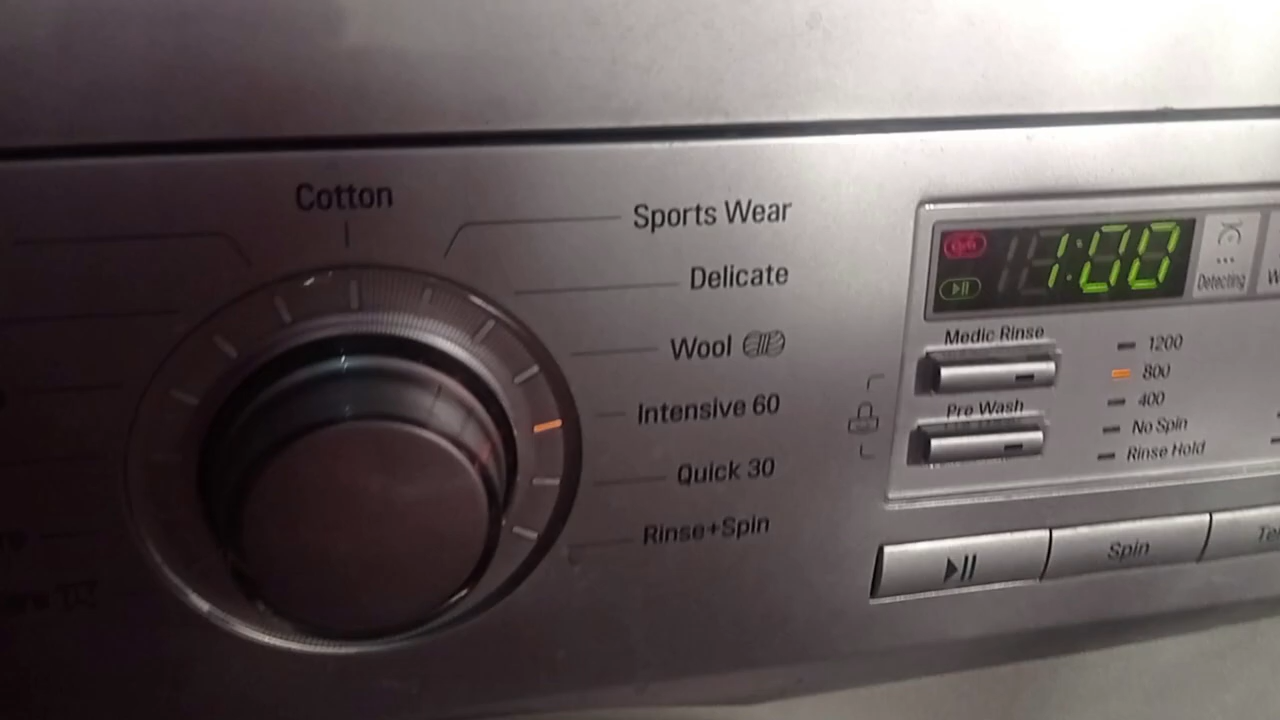 Cotton
Sports Wear
Delicate
Wool
Intensive 60
Quick 30
Rinse+Spin
1:00
Detecting
Medic Rinse
Pre Wash
1200
800
400
No Spin
Rinse Hold
Spin